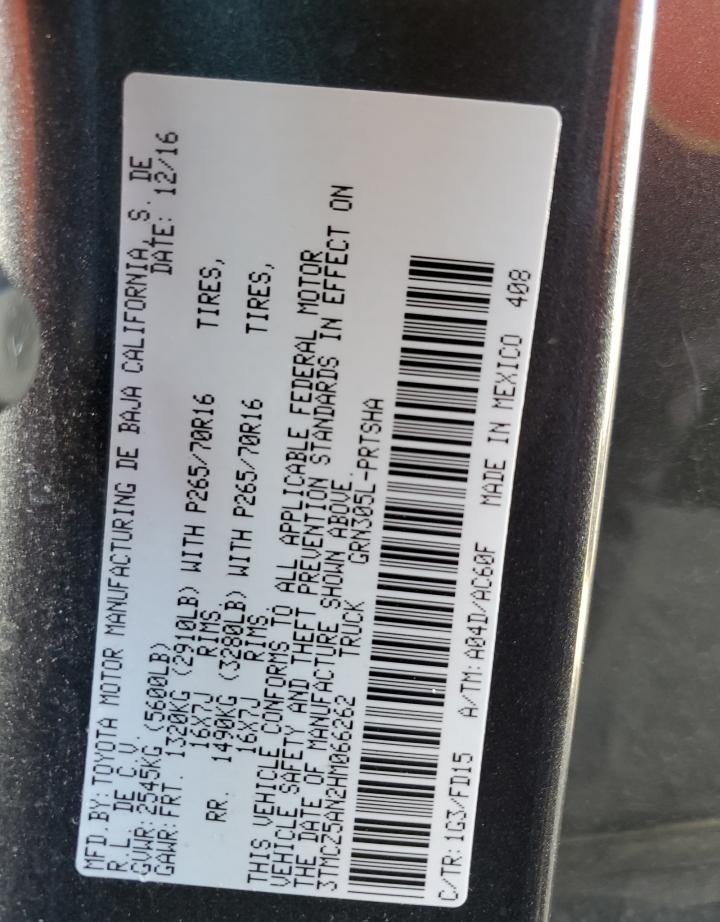 MFD.BY:TOYOTA MOTOR MANUFACTURING DE BAJA CALIFORNIA, S. DE
R.L. DE C.V. DATE: 12/16
GVWR:2545KG (5600LB)
GAWR:FRT. 1320KG (2910LB) WITH P265/70R16 TIRES,
16X7J RIMS,
RR. 1490KG (3280LB) WITH P265/70R16 TIRES,
16X7J RIMS.
THIS VEHICLE CONFORMS TO ALL APPLICABLE FEDERAL MOTOR
VEHICLE SAFETY AND THEFT PREVENTION STANDARDS IN EFFECT ON
THE DATE OF MANUFACTURE SHOWN ABOVE.
3TMCZ5AN2HM066262 TRUCK GRN305L-PRTSHA
C/TR:1G3/FD15 A/TM:A04D/AC60F MADE IN MEXICO 408